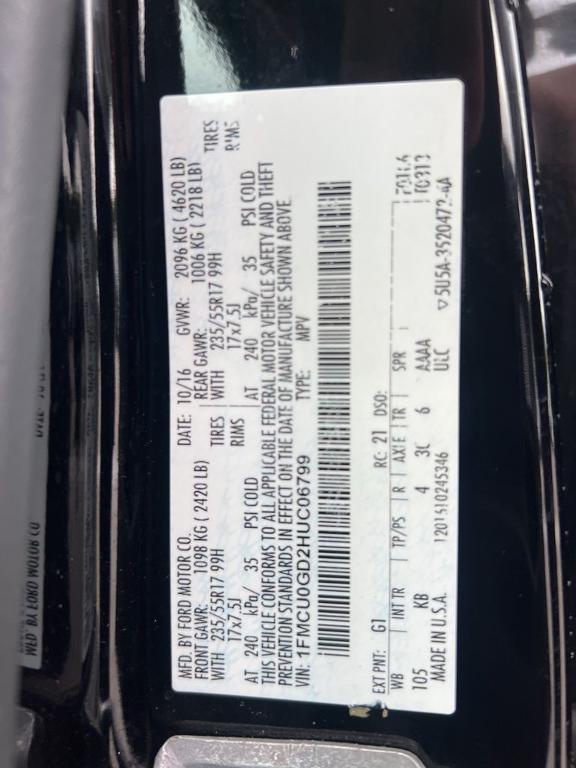 MFD. BY FORD MOTOR CO. DATE: 10/16 GVWR: 2096 KG ( 4620 LB)
FRONT GAWR: 1098 KG ( 2420 LB) REAR GAWR: 1006 KG ( 2218 LB)
WITH 235/55R17 99H TIRES WITH 235/55R17 99H TIRES
17x7.5J RIMS 17x7.5J RIMS
AT 240 kPa/ 35 PSI COLD AT 240 kPa/ 35 PSI COLD
THIS VEHICLE CONFORMS TO ALL APPLICABLE FEDERAL MOTOR VEHICLE SAFETY AND THEFT
PREVENTION STANDARDS IN EFFECT ON THE DATE OF MANUFACTURE SHOWN ABOVE.
VIN: 1FMCU0GD2HUC06799 TYPE: MPV
EXT PNT: G1 RC: 21 DSO:
WB INT TR TP/PS R AXLE TR SPR
105 KB 4 3C 6 AAAA
MADE IN U.S.A. 1201510245346 ULC
F0313
5U5A-3520472-AA